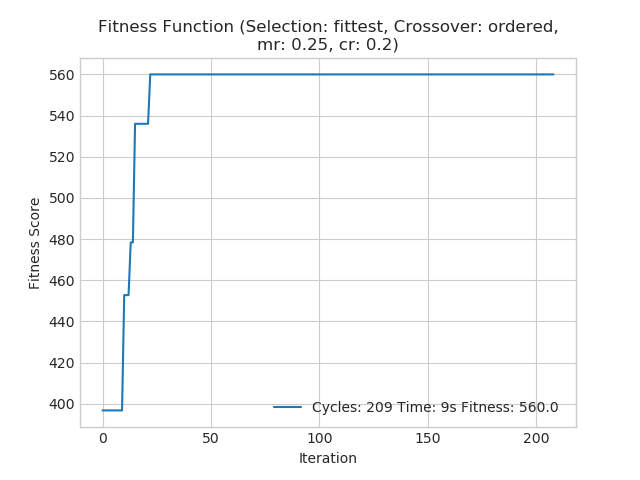 Fitness Function (Selection: fittest, Crossover: ordered,
mr: 0.25, cr: 0.2)
Fitness Score
560
540
520
500
480
460
440
420
400
Cycles: 209 Time: 9s Fitness: 560.0
0 50 100 150 200
Iteration